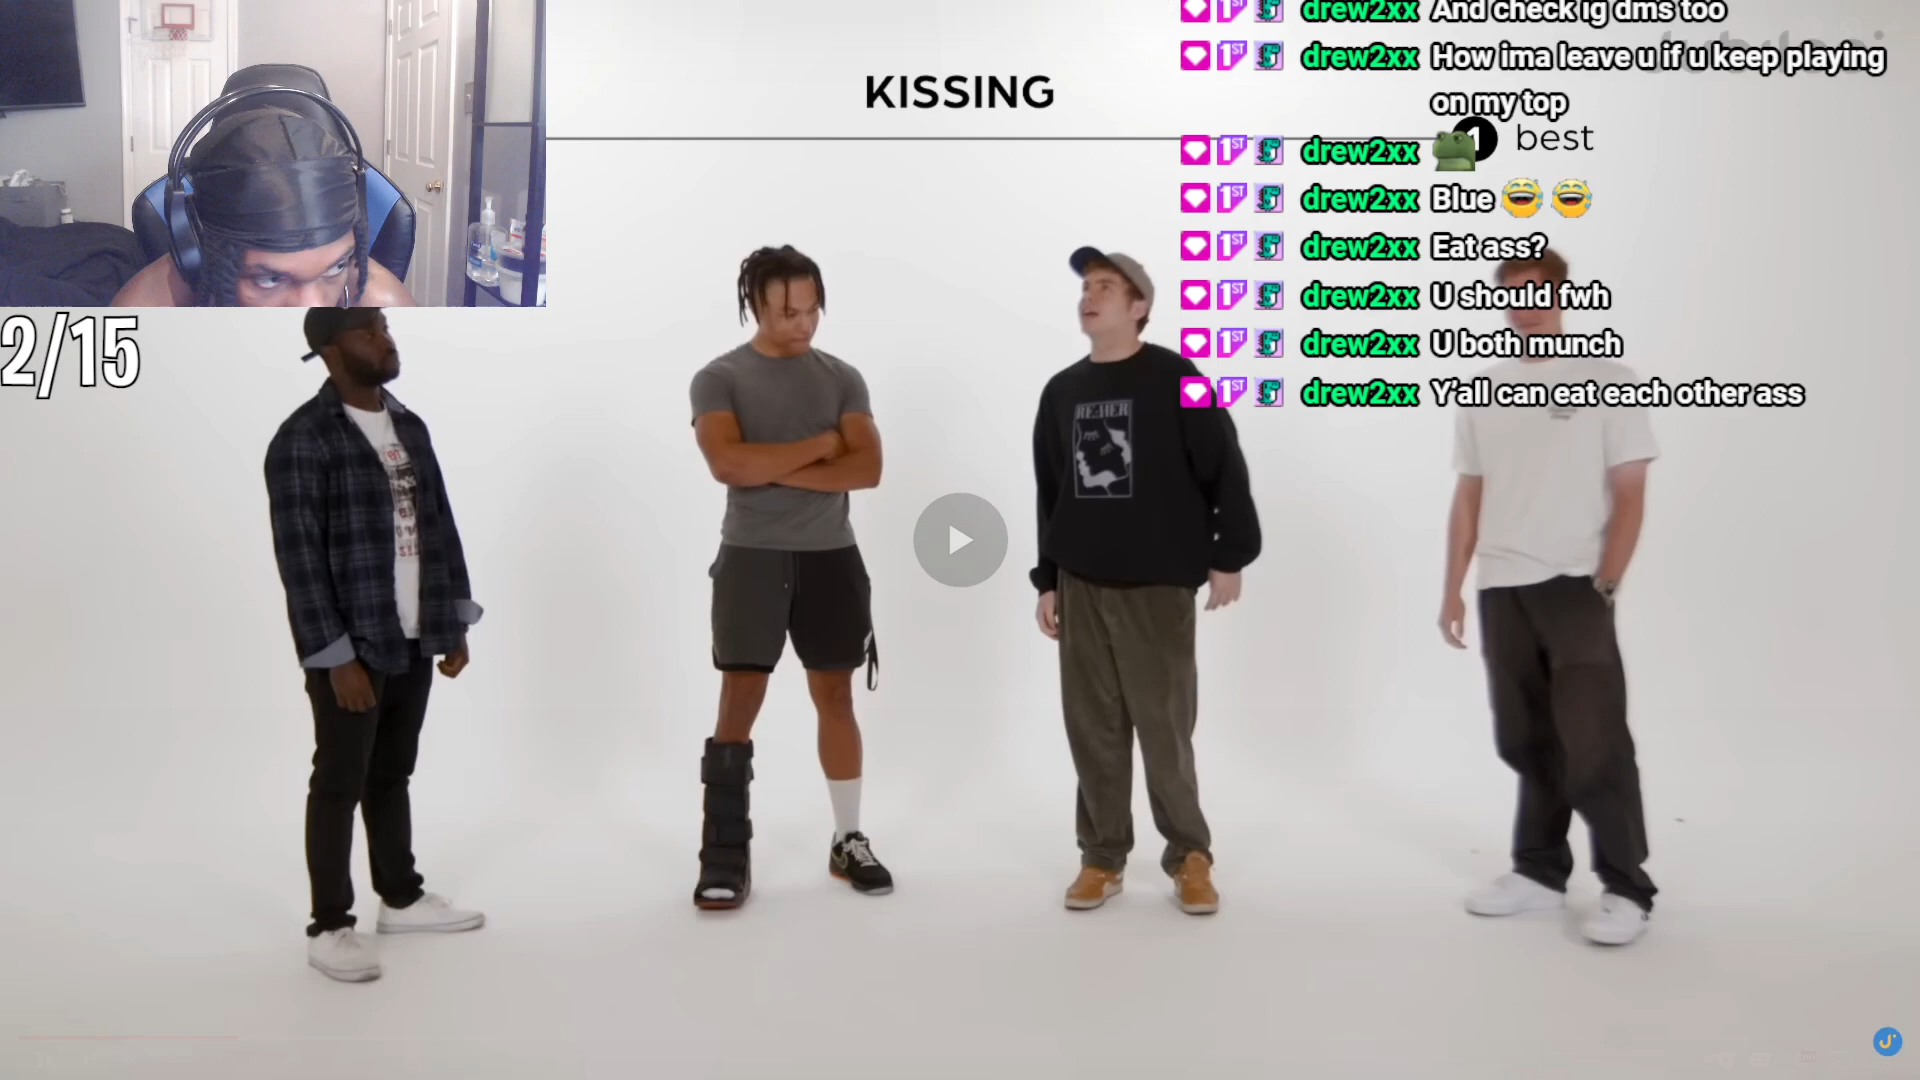 drew2xx And check ig dms too
drew2xx How ima leave u if u keep playing
on my top
KISSING
1 best
drew2xx
drew2xx Blue 😂 😂
drew2xx Eat ass?
drew2xx U should fwh
drew2xx U both munch
drew2xx Y'all can eat each other ass
2/15
RE:HER